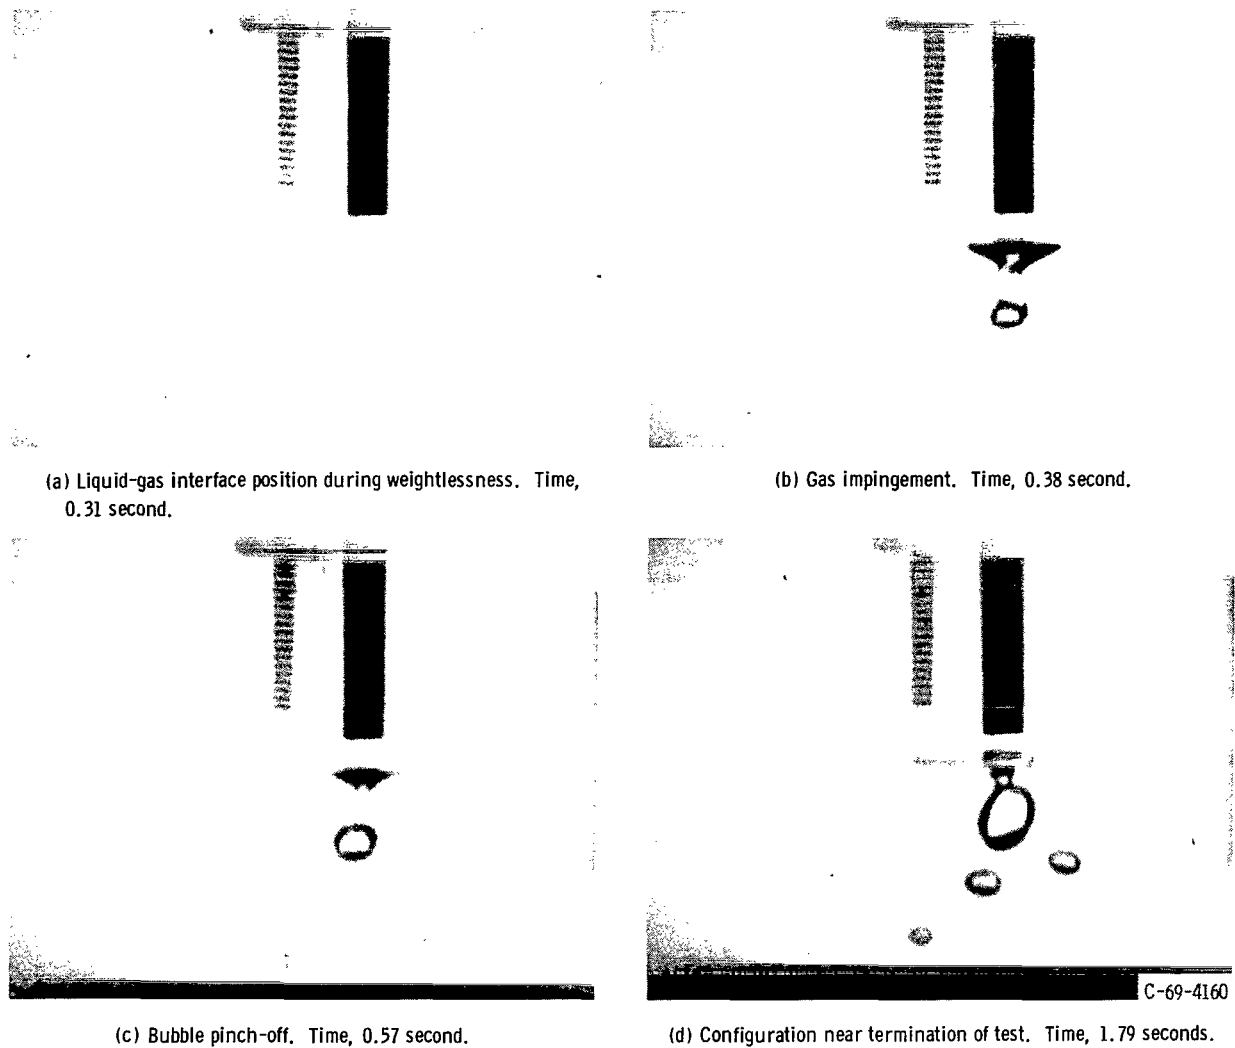 (a) Liquid-gas interface position during weightlessness. Time,
0.31 second.
(b) Gas impingement. Time, 0.38 second.
C-69-4160
(c) Bubble pinch-off. Time, 0.57 second.
(d) Configuration near termination of test. Time, 1.79 seconds.